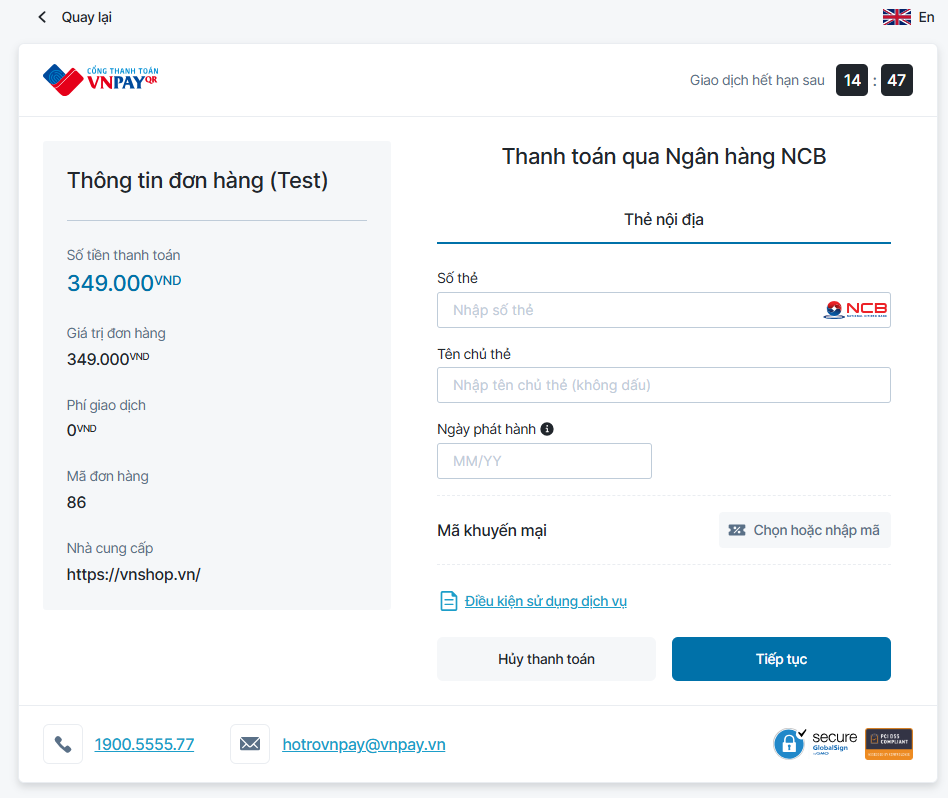 Quay lại
En
CỔNG THANH TOÁN
VNPAYQR
Giao dịch hết hạn sau 14 : 47
Thông tin đơn hàng (Test)
Số tiền thanh toán
349.000VND
Giá trị đơn hàng
349.000VND
Phí giao dịch
0VND
Mã đơn hàng
86
Nhà cung cấp
https://vnshop.vn/
Thanh toán qua Ngân hàng NCB
Thẻ nội địa
Số thẻ
Nhập số thẻ
NCB
Tên chủ thẻ
Nhập tên chủ thẻ (không dấu)
Ngày phát hành
MM/YY
Mã khuyến mại
Chọn hoặc nhập mã
Điều kiện sử dụng dịch vụ
Hủy thanh toán
Tiếp tục
1900.5555.77
hotrovnpay@vnpay.vn
secure
GlobalSign
PCI DSS
COMPLIANT